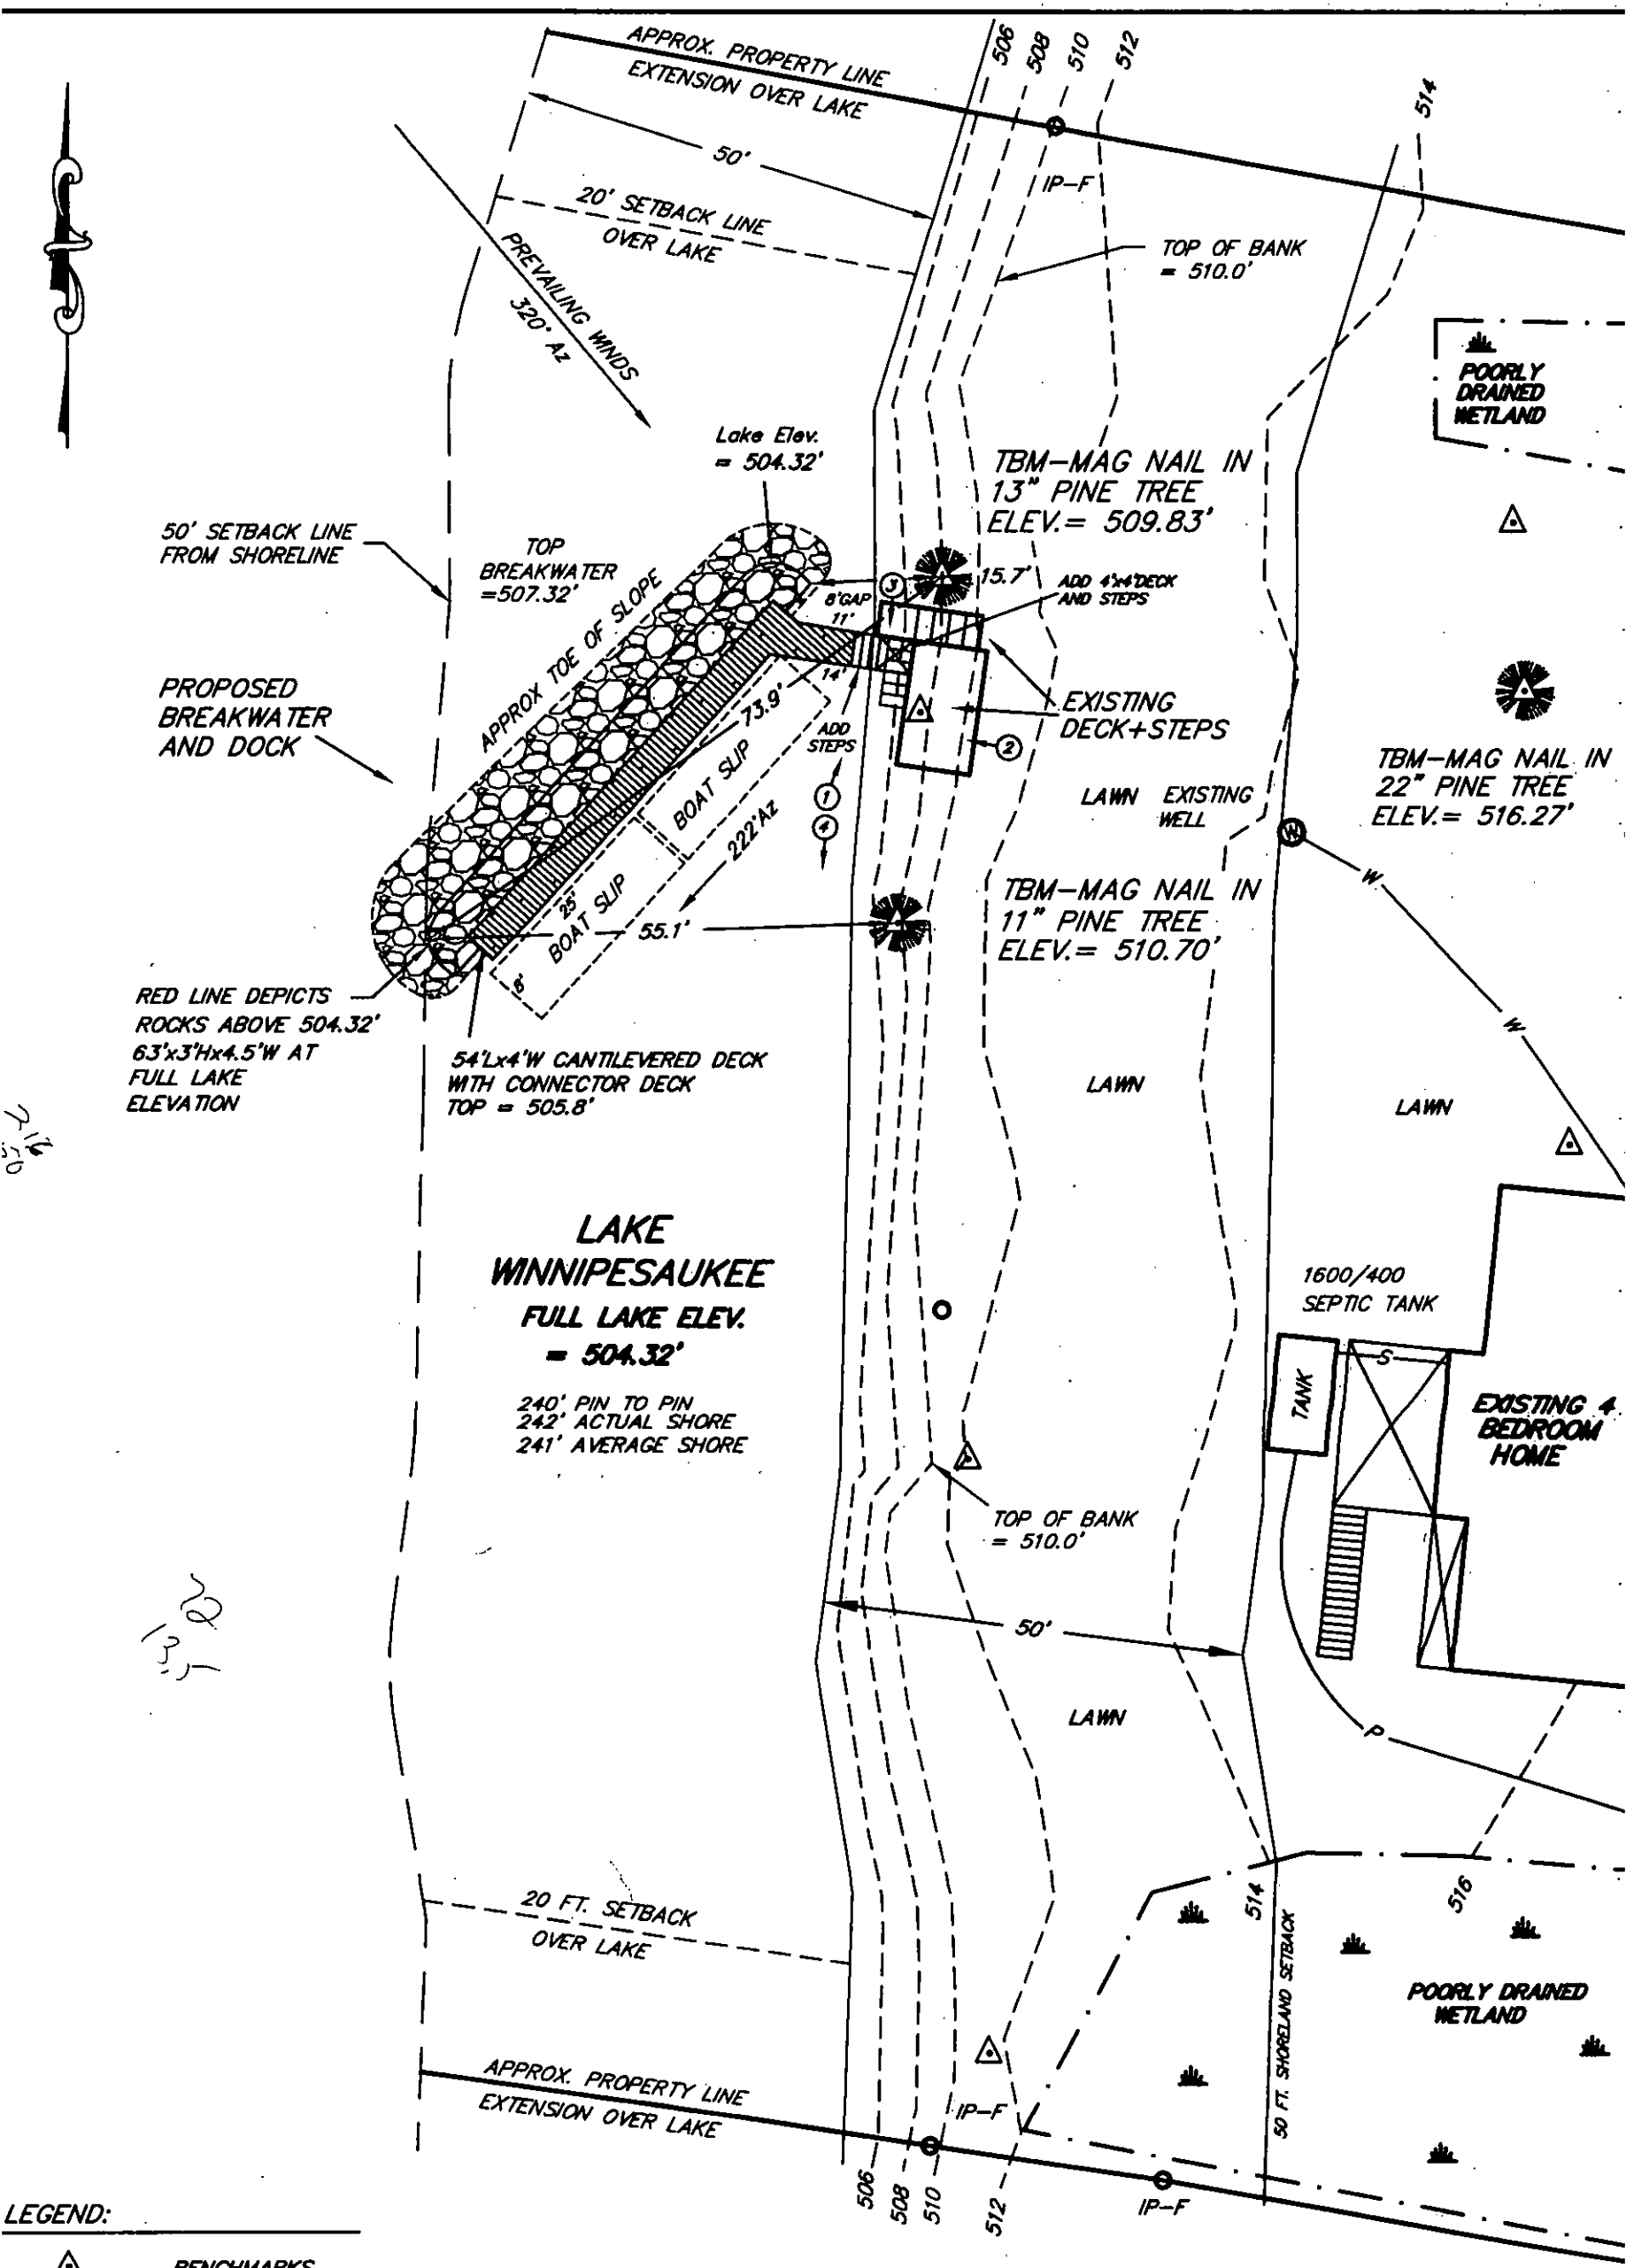 APPROX. PROPERTY LINE
EXTENSION OVER LAKE
506
508
510
512
514
50'
IP-F
20' SETBACK LINE
OVER LAKE
TOP OF BANK
= 510.0'
PREVAILING WINDS
320° Az
POORLY
DRAINED
WETLAND
Lake Elev.
= 504.32'
TBM-MAG NAIL IN
13" PINE TREE
ELEV.= 509.83'
50' SETBACK LINE
FROM SHORELINE
TOP
BREAKWATER
=507.32'
APPROX TOE OF SLOPE
3
15.7'
8'GAP
11'
ADD 4'x4'DECK
AND STEPS
PROPOSED
BREAKWATER
AND DOCK
14'
73.9'
ADD
STEPS
EXISTING
DECK+STEPS
2
1
4
BOAT SLIP
222°Az
LAWN
EXISTING
WELL
W
TBM-MAG NAIL IN
22" PINE TREE
ELEV.= 516.27'
W
W
25'
BOAT SLIP
8'
55.1'
TBM-MAG NAIL IN
11" PINE TREE
ELEV.= 510.70'
RED LINE DEPICTS
ROCKS ABOVE 504.32'
63'x3'Hx4.5'W AT
FULL LAKE
ELEVATION
54'Lx4'W CANTILEVERED DECK
WITH CONNECTOR DECK
TOP = 505.8'
LAWN
LAWN
LAKE
WINNIPESAUKEE
FULL LAKE ELEV.
= 504.32'
240' PIN TO PIN
242' ACTUAL SHORE
241' AVERAGE SHORE
1600/400
SEPTIC TANK
S
TANK
EXISTING 4
BEDROOM
HOME
TOP OF BANK
= 510.0'
50'
LAWN
P
20 FT. SETBACK
OVER LAKE
514
516
50 FT. SHORELAND SETBACK
POORLY DRAINED
WETLAND
APPROX. PROPERTY LINE
EXTENSION OVER LAKE
IP-F
IP-F
506
508
510
512
LEGEND:
BENCHMARKS